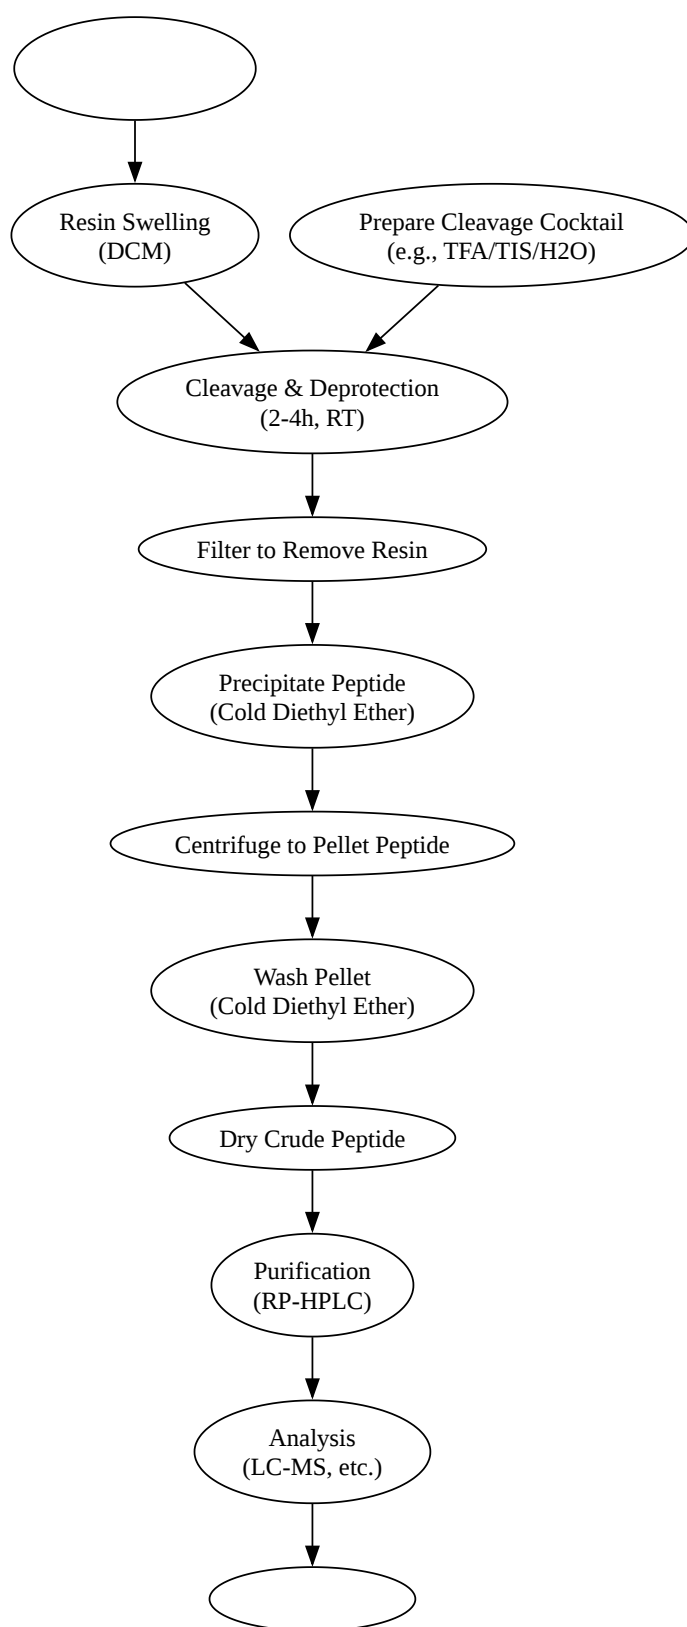 Resin Swelling
(DCM)
Prepare Cleavage Cocktail
(e.g., TFA/TIS/H2O)
Cleavage & Deprotection
(2-4h, RT)
Filter to Remove Resin
Precipitate Peptide
(Cold Diethyl Ether)
Centrifuge to Pellet Peptide
Wash Pellet
(Cold Diethyl Ether)
Dry Crude Peptide
Purification
(RP-HPLC)
Analysis
(LC-MS, etc.)